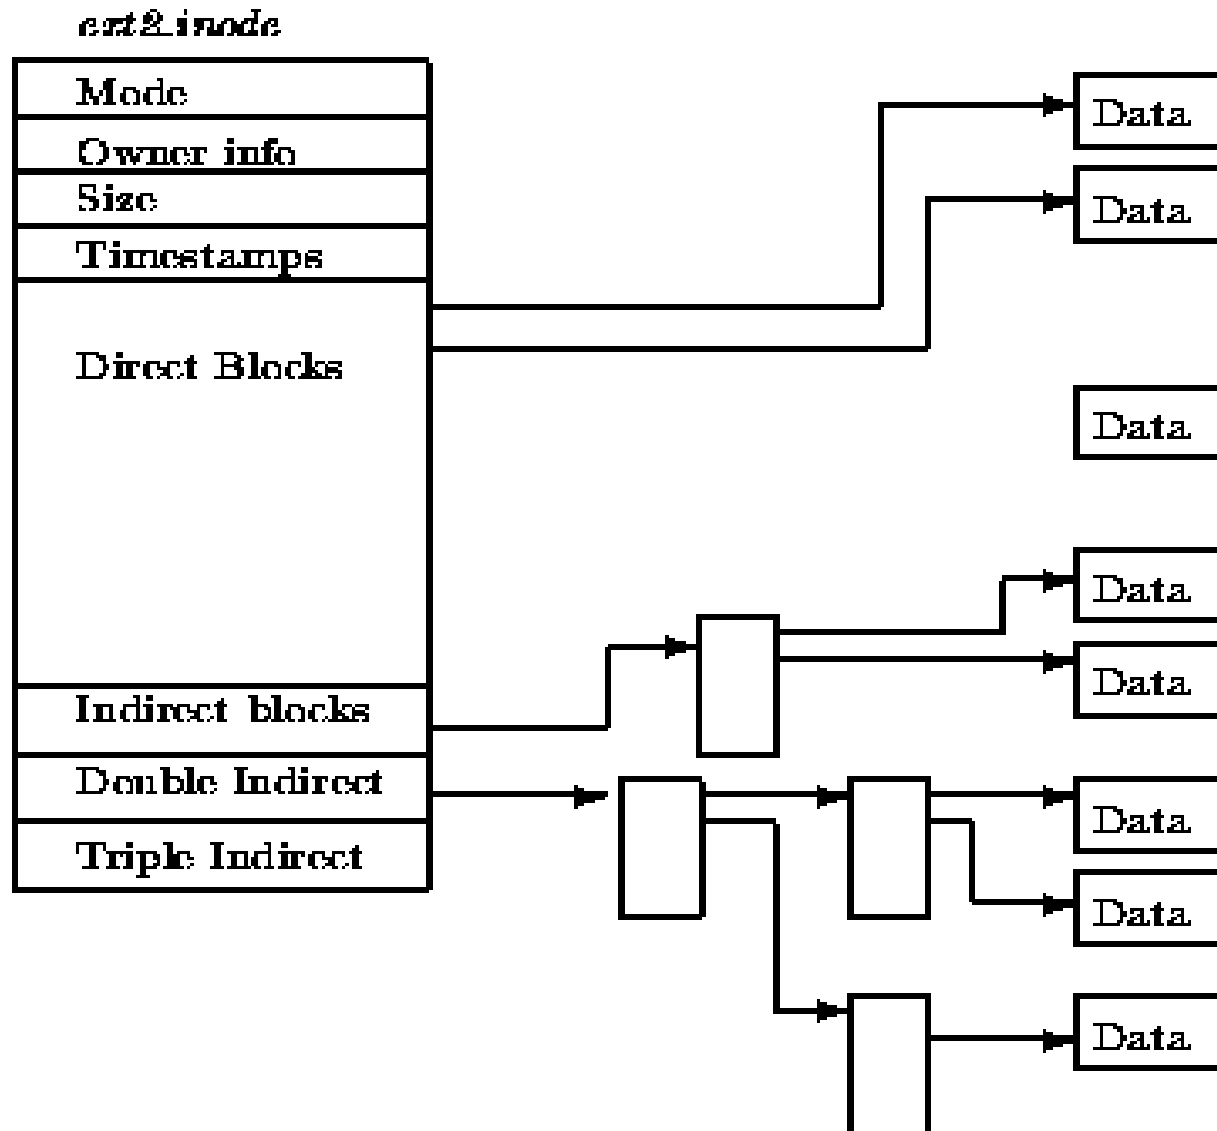 ext2_inode
Mode
Owner info
Size
Timestamps
Direct Blocks
Indirect blocks
Double Indirect
Triple Indirect
Data
Data
Data
Data
Data
Data
Data
Data